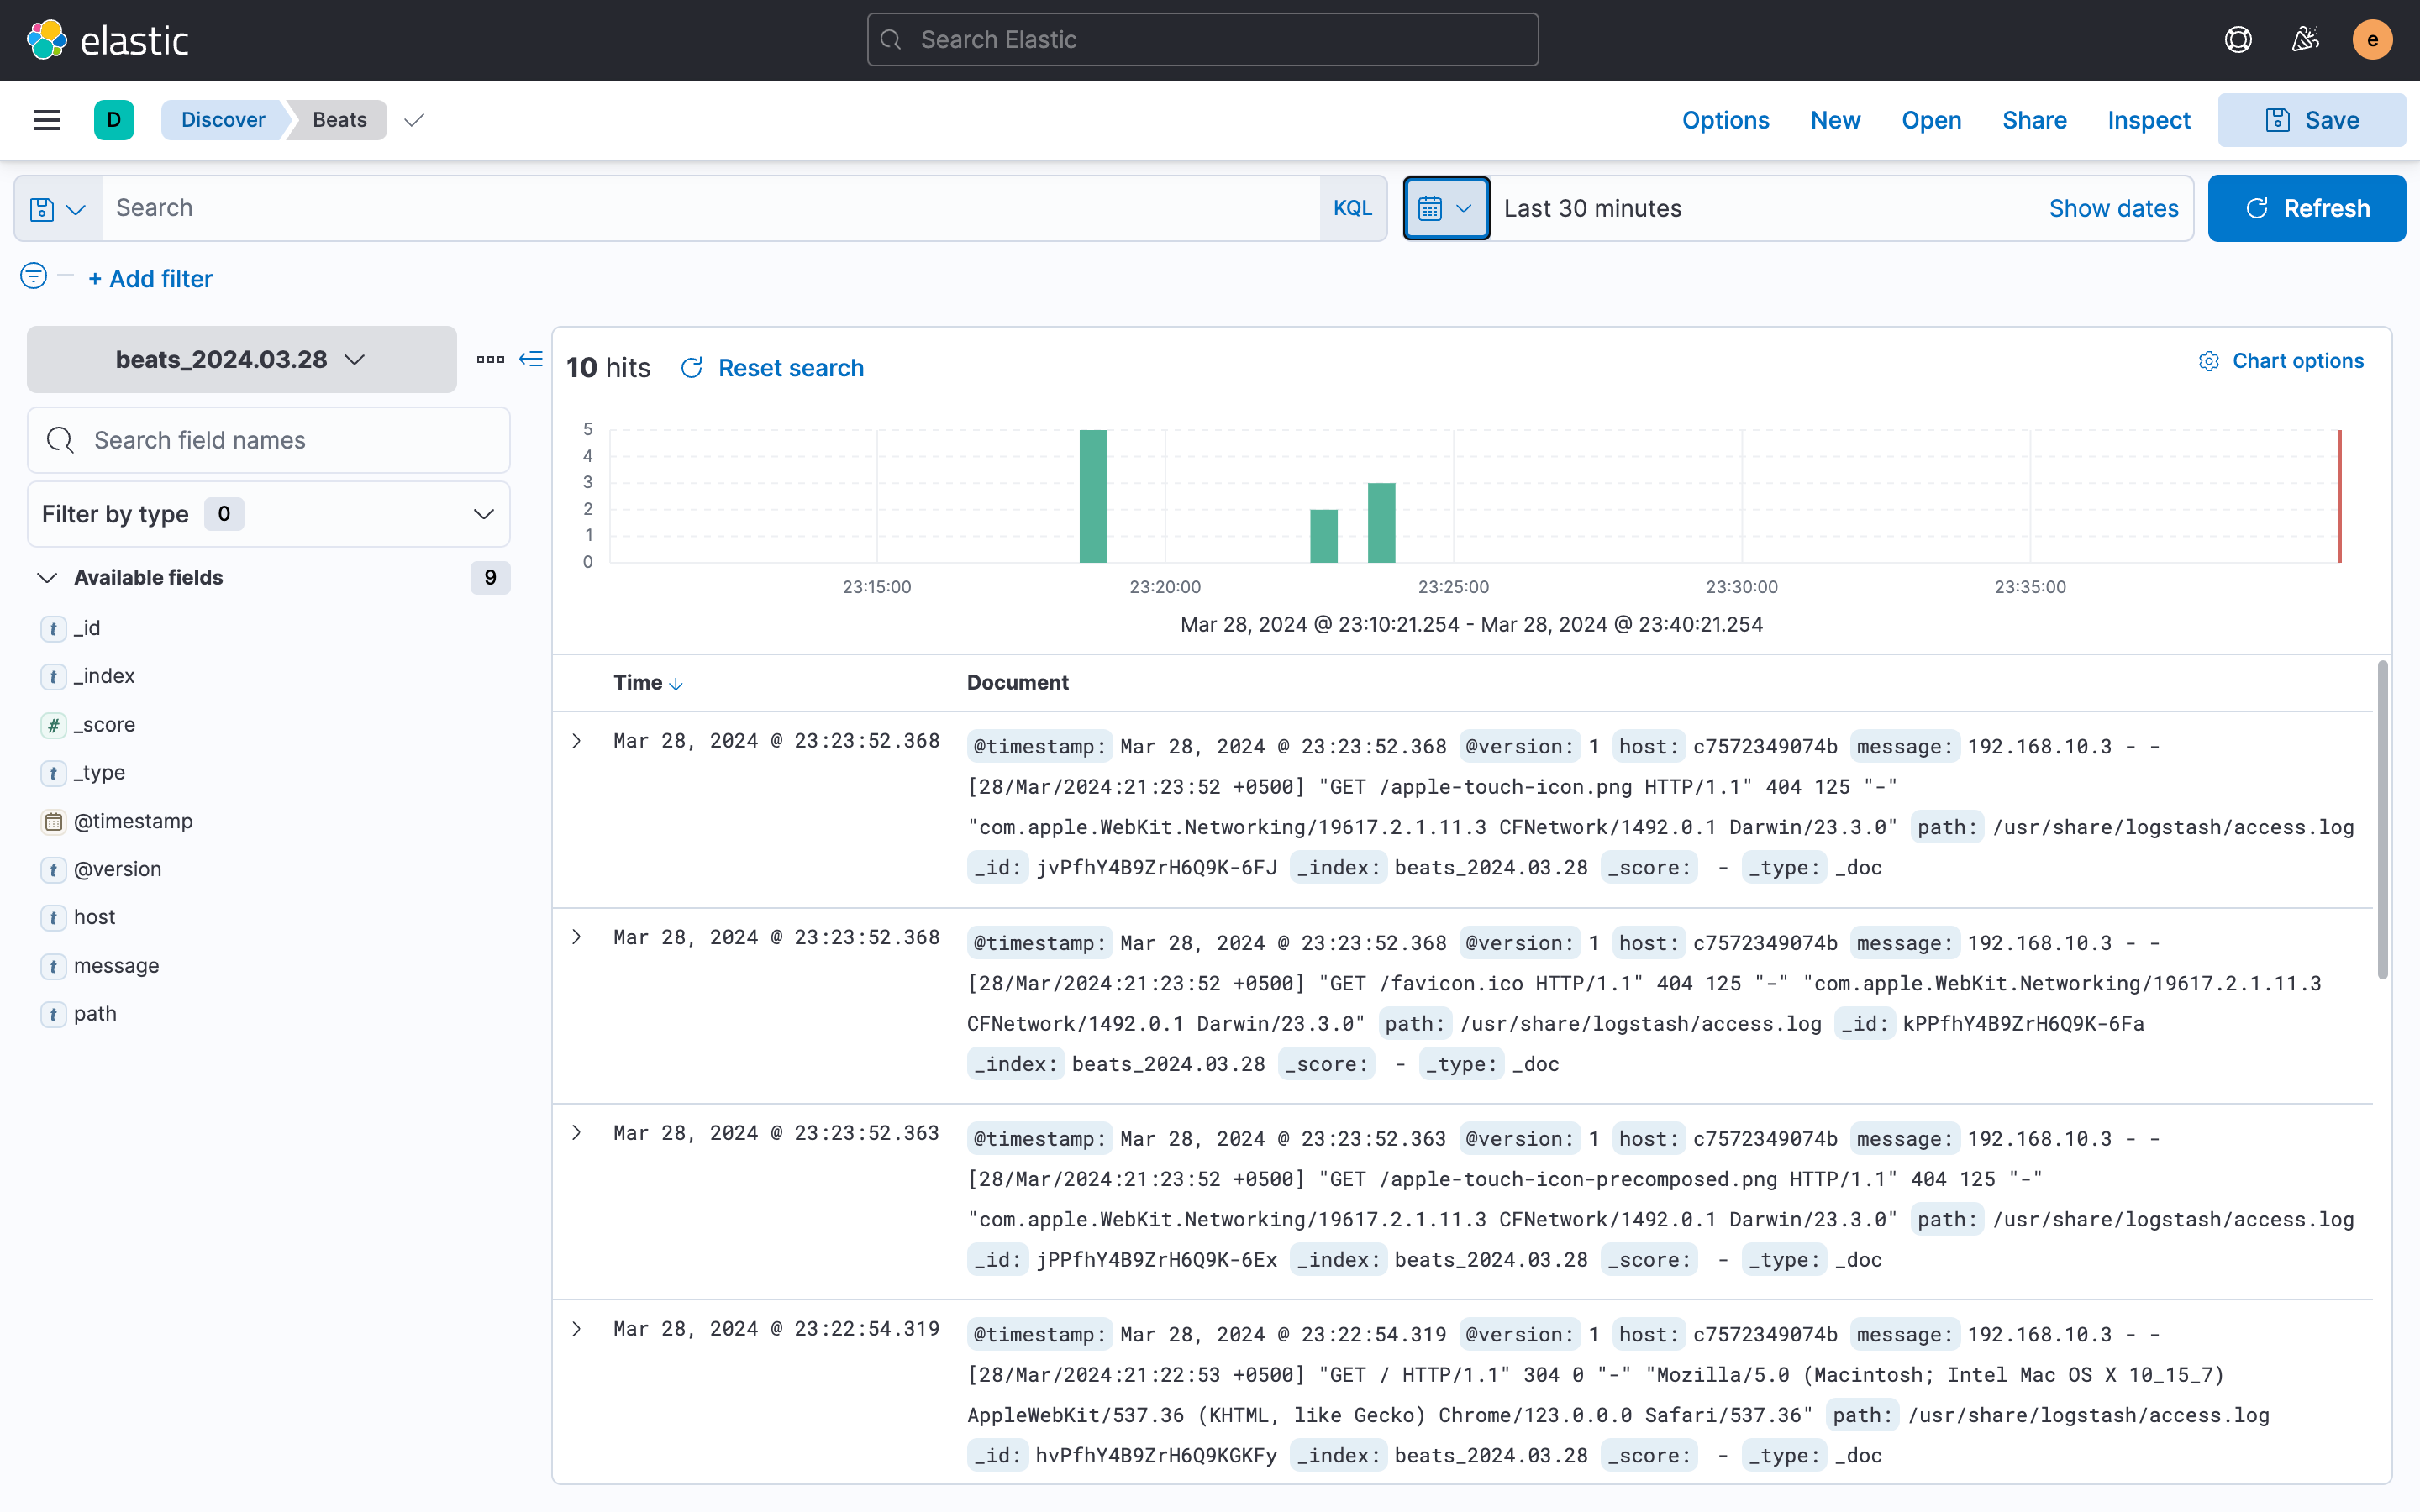 elastic
Search Elastic
e
D
Discover
Beats
Options
New
Open
Share
Inspect
Save
Search
KQL
Last 30 minutes
Show dates
Refresh
+ Add filter
beats_2024.03.28
Search field names
Filter by type 0
Available fields 9
t _id
t _index
# _score
t _type
@timestamp
t @version
t host
t message
t path
10 hits
Reset search
Chart options
5
4
3
2
1
0
23:15:00
23:20:00
23:25:00
23:30:00
23:35:00
Mar 28, 2024 @ 23:10:21.254 - Mar 28, 2024 @ 23:40:21.254
Time
Document
Mar 28, 2024 @ 23:23:52.368
@timestamp: Mar 28, 2024 @ 23:23:52.368 @version: 1 host: c7572349074b message: 192.168.10.3 - -
[28/Mar/2024:21:23:52 +0500] "GET /apple-touch-icon.png HTTP/1.1" 404 125 "-"
"com.apple.WebKit.Networking/19617.2.1.11.3 CFNetwork/1492.0.1 Darwin/23.3.0" path: /usr/share/logstash/access.log
_id: jvPfhY4B9ZrH6Q9K-6FJ _index: beats_2024.03.28 _score: - _type: _doc
Mar 28, 2024 @ 23:23:52.368
@timestamp: Mar 28, 2024 @ 23:23:52.368 @version: 1 host: c7572349074b message: 192.168.10.3 - -
[28/Mar/2024:21:23:52 +0500] "GET /favicon.ico HTTP/1.1" 404 125 "-" "com.apple.WebKit.Networking/19617.2.1.11.3
CFNetwork/1492.0.1 Darwin/23.3.0" path: /usr/share/logstash/access.log _id: kPPfhY4B9ZrH6Q9K-6Fa
_index: beats_2024.03.28 _score: - _type: _doc
Mar 28, 2024 @ 23:23:52.363
@timestamp: Mar 28, 2024 @ 23:23:52.363 @version: 1 host: c7572349074b message: 192.168.10.3 - -
[28/Mar/2024:21:23:52 +0500] "GET /apple-touch-icon-precomposed.png HTTP/1.1" 404 125 "-"
"com.apple.WebKit.Networking/19617.2.1.11.3 CFNetwork/1492.0.1 Darwin/23.3.0" path: /usr/share/logstash/access.log
_id: jPPfhY4B9ZrH6Q9K-6Ex _index: beats_2024.03.28 _score: - _type: _doc
Mar 28, 2024 @ 23:22:54.319
@timestamp: Mar 28, 2024 @ 23:22:54.319 @version: 1 host: c7572349074b message: 192.168.10.3 - -
[28/Mar/2024:21:22:53 +0500] "GET / HTTP/1.1" 304 0 "-" "Mozilla/5.0 (Macintosh; Intel Mac OS X 10_15_7)
AppleWebKit/537.36 (KHTML, like Gecko) Chrome/123.0.0.0 Safari/537.36" path: /usr/share/logstash/access.log
_id: hvPfhY4B9ZrH6Q9KGKFy _index: beats_2024.03.28 _score: - _type: _doc